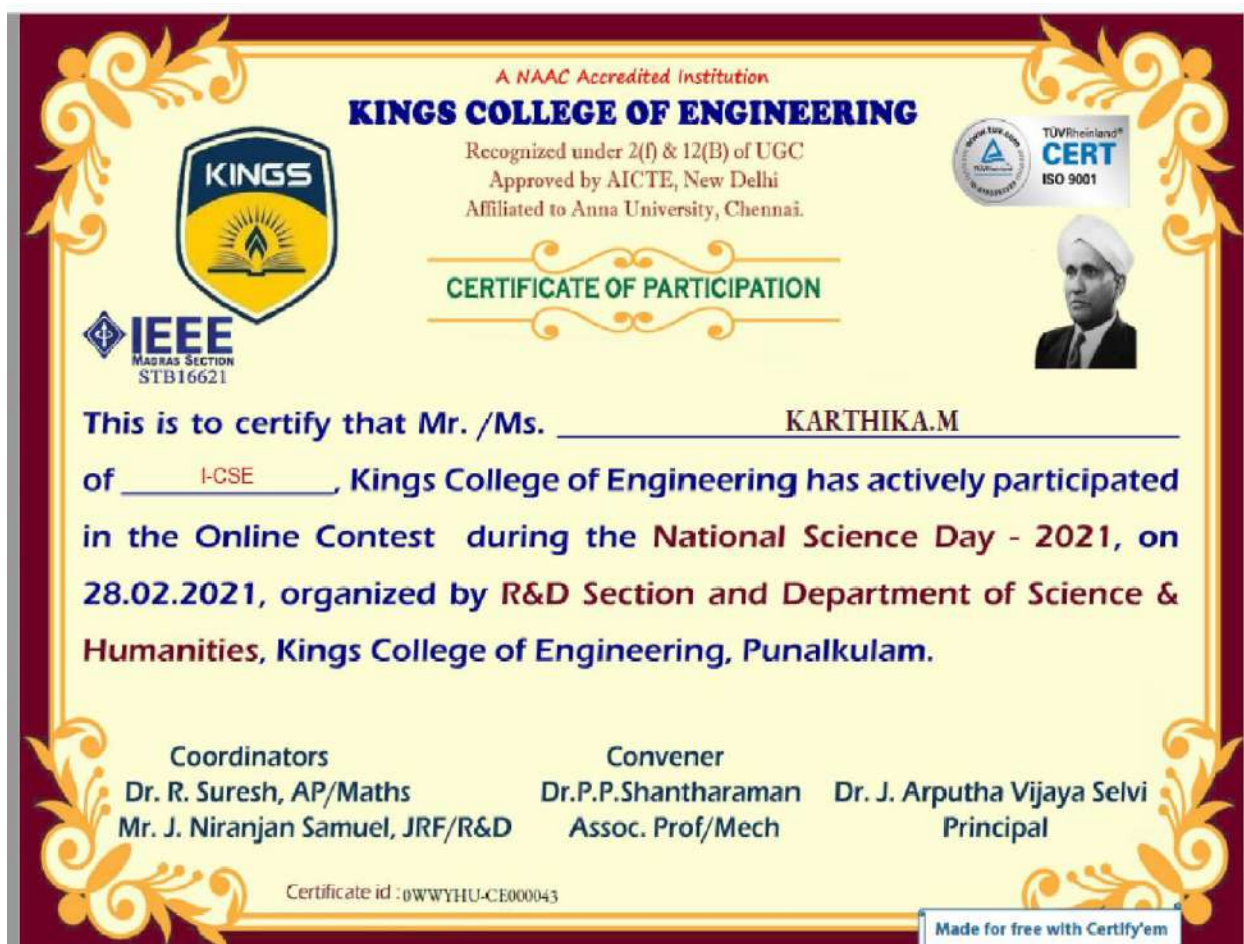 A NAAC Accredited Institution
KINGS COLLEGE OF ENGINEERING
Recognized under 2(f) & 12(B) of UGC
Approved by AICTE, New Delhi
Affiliated to Anna University, Chennai.
KINGS
www.tuv.com
TÜVRheinland
TÜVRheinland®
CERT
ISO 9001
CERTIFICATE OF PARTICIPATION
IEEE
MADRAS SECTION
STB16621
This is to certify that Mr. /Ms. KARTHIKA.M
of I-CSE, Kings College of Engineering has actively participated
in the Online Contest during the National Science Day - 2021, on
28.02.2021, organized by R&D Section and Department of Science &
Humanities, Kings College of Engineering, Punalkulam.
Coordinators
Dr. R. Suresh, AP/Maths
Mr. J. Niranjan Samuel, JRF/R&D
Convener
Dr.P.P.Shantharaman
Assoc. Prof/Mech
Dr. J. Arputha Vijaya Selvi
Principal
Certificate id : 0WWYHU-CE000043
Made for free with Certify'em